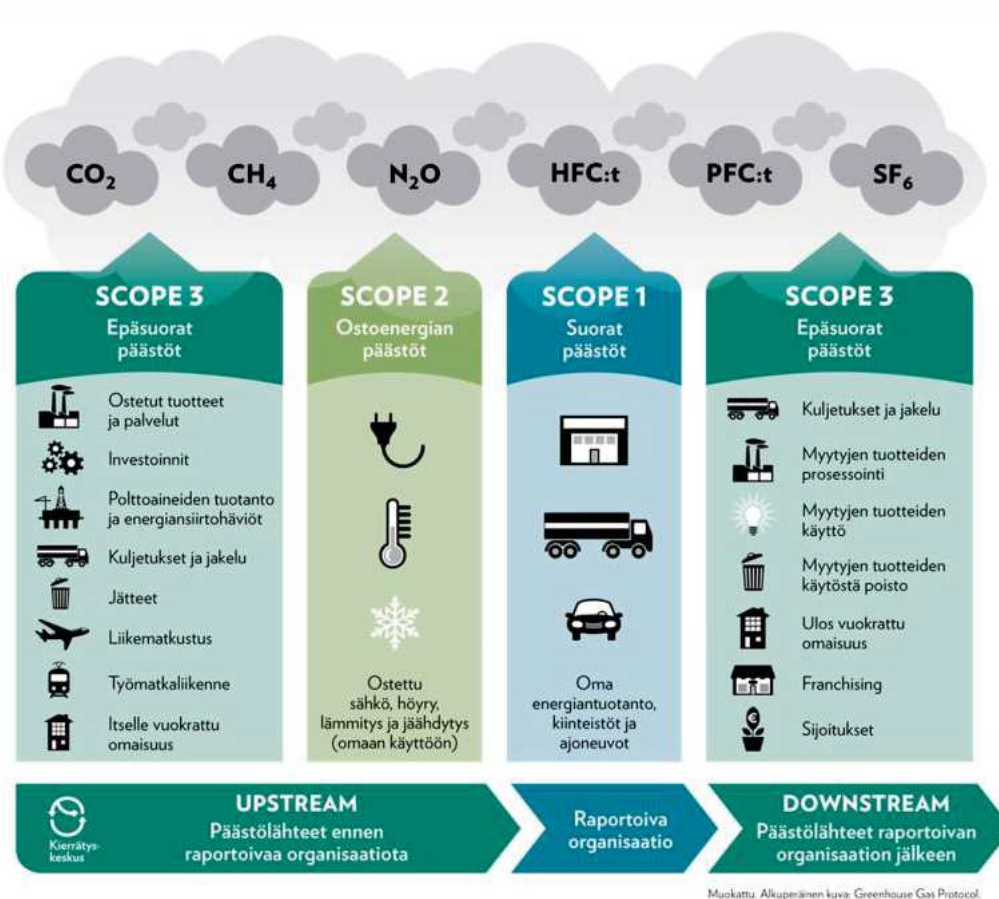 CO₂
CH₄
N₂O
HFC:t
PFC:t
SF₆
SCOPE 3
Epäsuorat
päästöt
Ostetut tuotteet
ja palvelut
Investoinnit
Polttoaineiden tuotanto
ja energiansiirtohäviöt
Kuljetukset ja jakelu
Jätteet
Liikematkustus
Työmatkaliikenne
Itselle vuokrattu
omaisuus
SCOPE 2
Ostoenergian
päästöt
Ostettu
sähkö, höyry,
lämmitys ja jäähdytys
(omaan käyttöön)
SCOPE 1
Suorat
päästöt
Oma
energiantuotanto,
kiinteistöt ja
ajoneuvot
SCOPE 3
Epäsuorat
päästöt
Kuljetukset ja jakelu
Myytyjen tuotteiden
prosessointi
Myytyjen tuotteiden
käyttö
Myytyjen tuotteiden
käytöstä poisto
Ulos vuokrattu
omaisuus
Franchising
€
Sijoitukset
Kierrätys-
keskus
UPSTREAM
Päästölähteet ennen
raportoivaa organisaatiota
Raportoiva
organisaatio
DOWNSTREAM
Päästölähteet raportoivan
organisaation jälkeen
Muokattu. Alkuperäinen kuva: Greenhouse Gas Protocol.